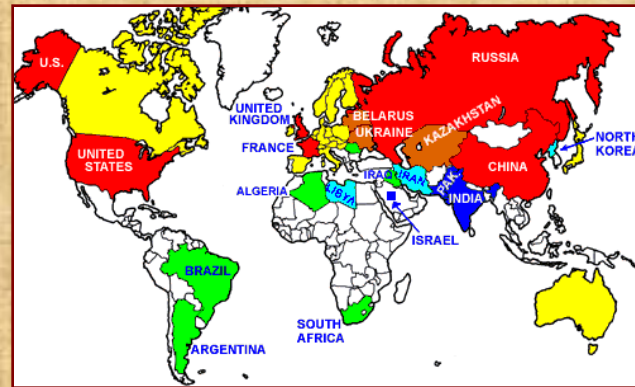 U.S.
RUSSIA
UNITED
KINGDOM
BELARUS
UKRAINE
KAZAKHSTAN
NORTH
KOREA
UNITED
STATES
FRANCE
CHINA
ALGERIA
LIBYA
IRAQ
IRAN
PAK.
INDIA
ISRAEL
BRAZIL
SOUTH
AFRICA
ARGENTINA